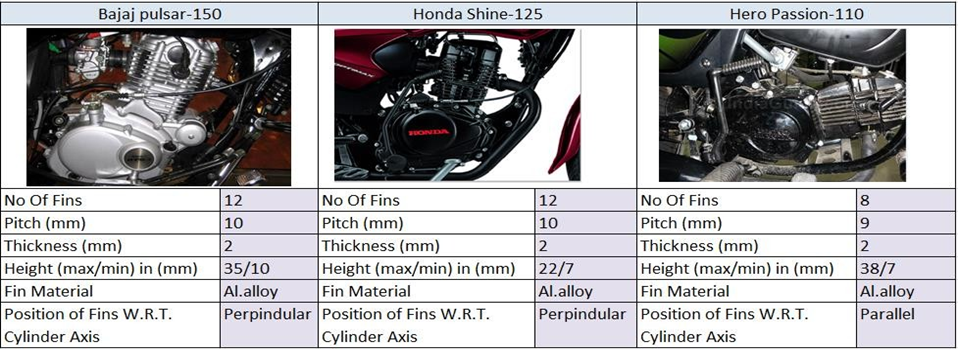 Bajaj pulsar-150
Honda Shine-125
Hero Passion-110
HONDA
No Of Fins 12 No Of Fins 12 No Of Fins 8
Pitch (mm) 10 Pitch (mm) 10 Pitch (mm) 9
Thickness (mm) 2 Thickness (mm) 2 Thickness (mm) 2
Height (max/min) in (mm) 35/10 Height (max/min) in (mm) 22/7 Height (max/min) in (mm) 38/7
Fin Material Al.alloy Fin Material Al.alloy Fin Material Al.alloy
Position of Fins W.R.T. Perpindular Position of Fins W.R.T. Perpindular Position of Fins W.R.T. Parallel
Cylinder Axis Cylinder Axis Cylinder Axis